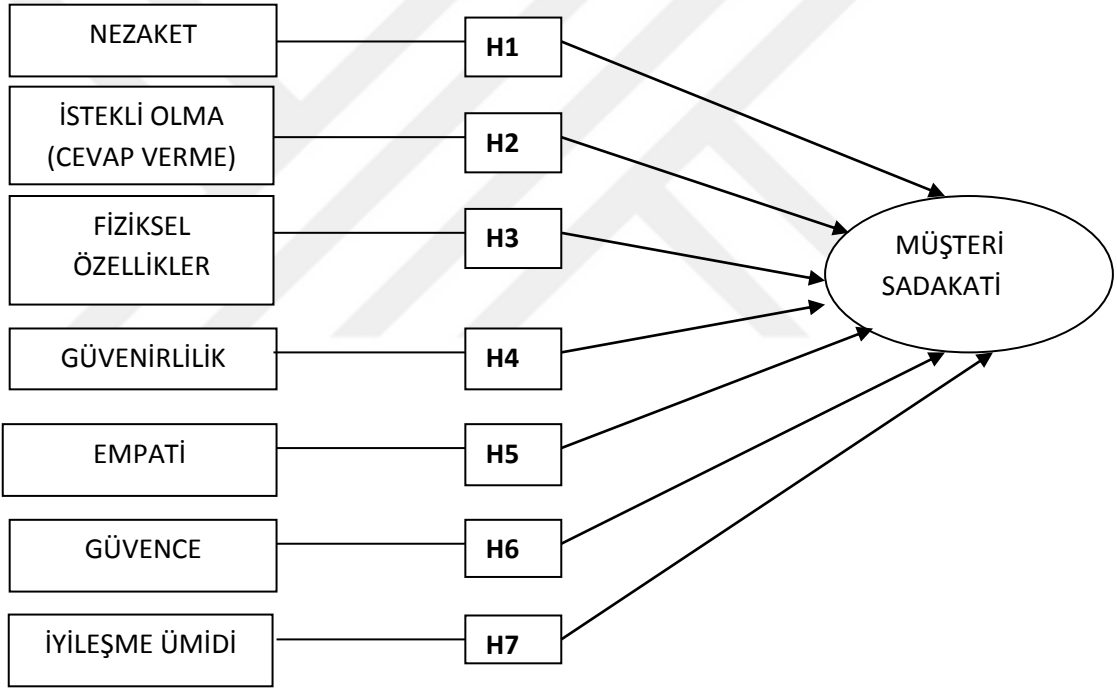 NEZAKET
H1
İSTEKLİ OLMA
(CEVAP VERME)
H2
FİZİKSEL
ÖZELLİKLER
H3
MÜŞTERİ
SADAKATİ
GÜVENİRLİLİK
H4
EMPATİ
H5
GÜVENCE
H6
İYİLEŞME ÜMİDİ
H7